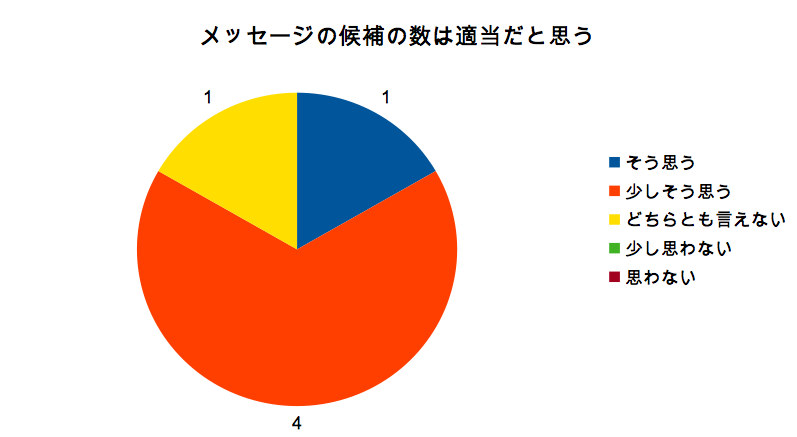 メッセージの候補の数は適当だと思う
1
1
4
そう思う
少しそう思う
どちらとも言えない
少し思わない
思わない